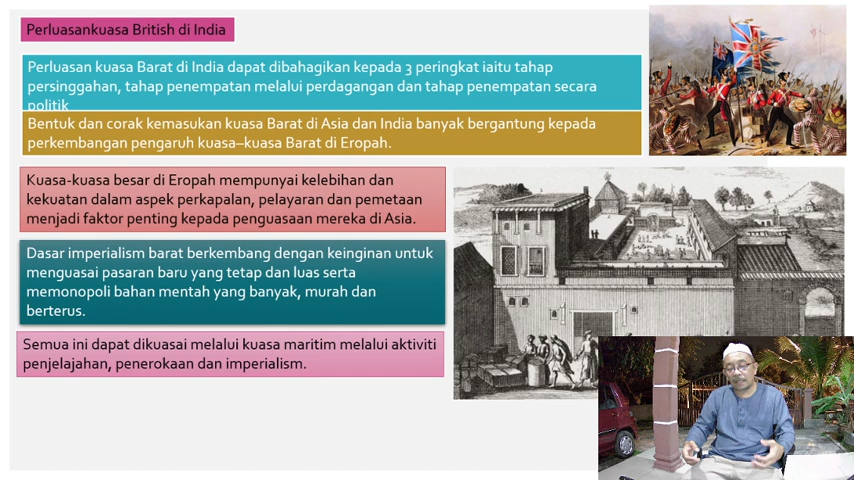 Perluasankuasa British di India
Perluasan kuasa Barat di India dapat dibahagikan kepada 3 peringkat iaitu tahap
persinggahan, tahap penempatan melalui perdagangan dan tahap penempatan secara
politik
Bentuk dan corak kemasukan kuasa Barat di Asia dan India banyak bergantung kepada
perkembangan pengaruh kuasa–kuasa Barat di Eropah.
Kuasa-kuasa besar di Eropah mempunyai kelebihan dan
kekuatan dalam aspek perkapalan, pelayaran dan pemetaan
menjadi faktor penting kepada penguasaan mereka di Asia.
Dasar imperialism barat berkembang dengan keinginan untuk
menguasai pasaran baru yang tetap dan luas serta
memonopoli bahan mentah yang banyak, murah dan
berterus.
Semua ini dapat dikuasai melalui kuasa maritim melalui aktiviti
penjelajahan, penerokaan dan imperialism.